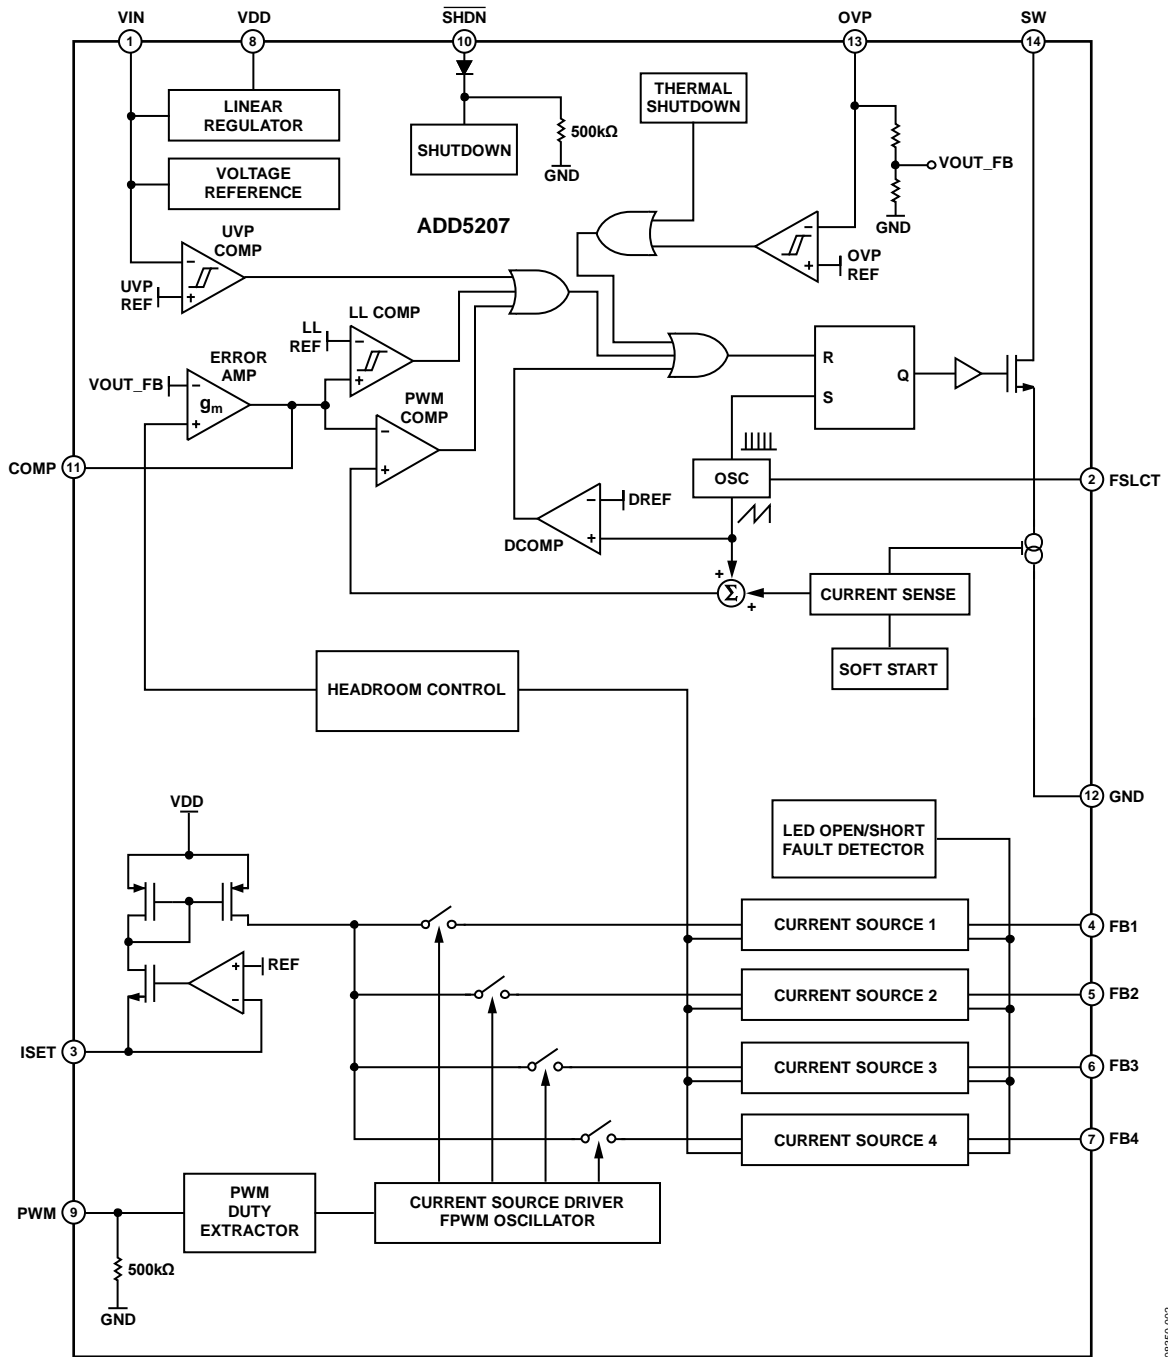 VIN
VDD
SHDN
OVP
SW
1
8
10
13
14
LINEAR
REGULATOR
VOLTAGE
REFERENCE
SHUTDOWN
500kΩ
GND
THERMAL
SHUTDOWN
VOUT_FB
GND
ADD5207
UVP
COMP
−
+
UVP
REF
−
+
OVP
REF
LL COMP
LL
REF
−
+
ERROR
AMP
VOUT_FB
−
gm
+
PWM
COMP
−
+
R
S
Q
COMP
11
OSC
2
FSLCT
−
DREF
+
DCOMP
+
Σ
+
CURRENT SENSE
SOFT START
HEADROOM CONTROL
12
GND
VDD
LED OPEN/SHORT
FAULT DETECTOR
+
REF
−
CURRENT SOURCE 1
4
FB1
CURRENT SOURCE 2
5
FB2
ISET
3
CURRENT SOURCE 3
6
FB3
CURRENT SOURCE 4
7
FB4
PWM
9
PWM
DUTY
EXTRACTOR
CURRENT SOURCE DRIVER
FPWM OSCILLATOR
500kΩ
GND
08350-002